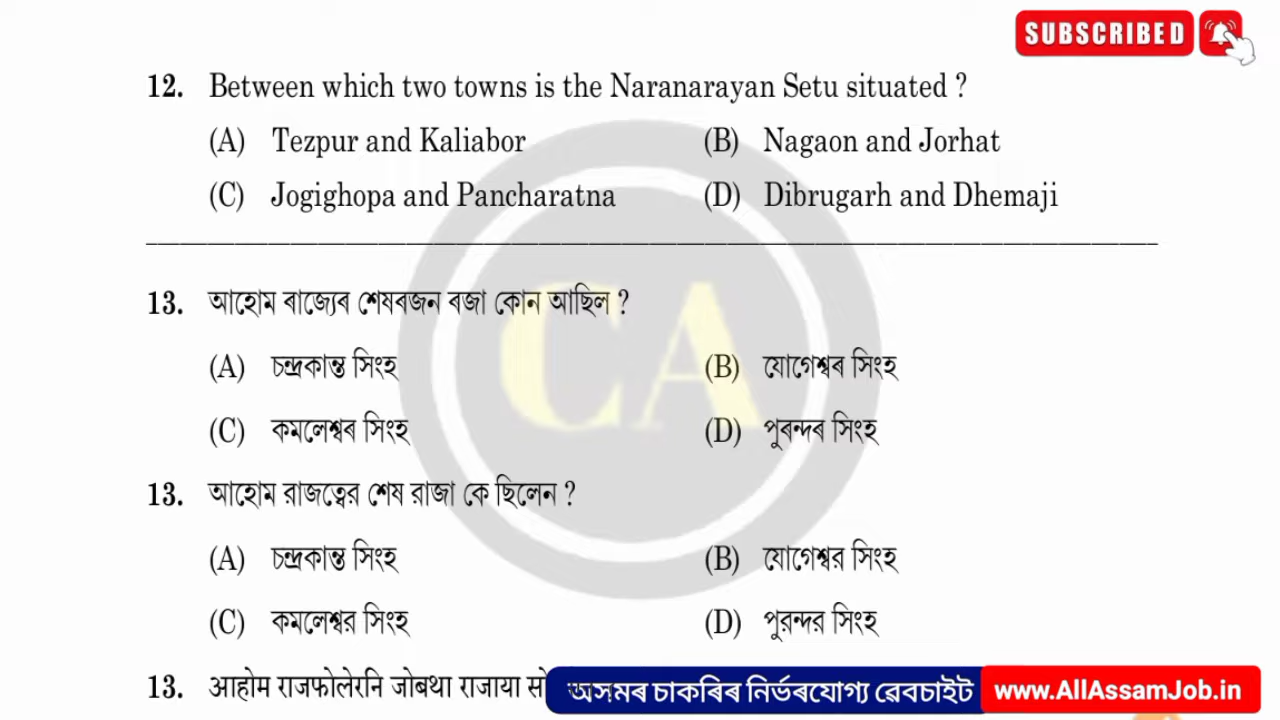 SUBSCRIBED
12. Between which two towns is the Naranarayan Setu situated ?
(A) Tezpur and Kaliabor (B) Nagaon and Jorhat
(C) Jogighopa and Pancharatna (D) Dibrugarh and Dhemaji
13. আহোম ৰাজ্যেৰ শেষৰজন ৰজা কোন আছিল ?
(A) চন্দ্ৰকান্ত সিংহ (B) যোগেশ্বৰ সিংহ
(C) কমলেশ্বৰ সিংহ (D) পুৰন্দৰ সিংহ
13. আহোম রাজত্বের শেষ রাজা কে ছিলেন ?
(A) চন্দ্রকান্ত সিংহ (B) যোগেশ্বর সিংহ
(C) কমলেশ্বর সিংহ (D) পুরন্দর সিংহ
CA
13. आहोम राजफोलेरनि जोबथा राजाया
অসমৰ চাকৰিৰ নিৰ্ভৰযোগ্য ৱেবচাইট www.AllAssamJob.in